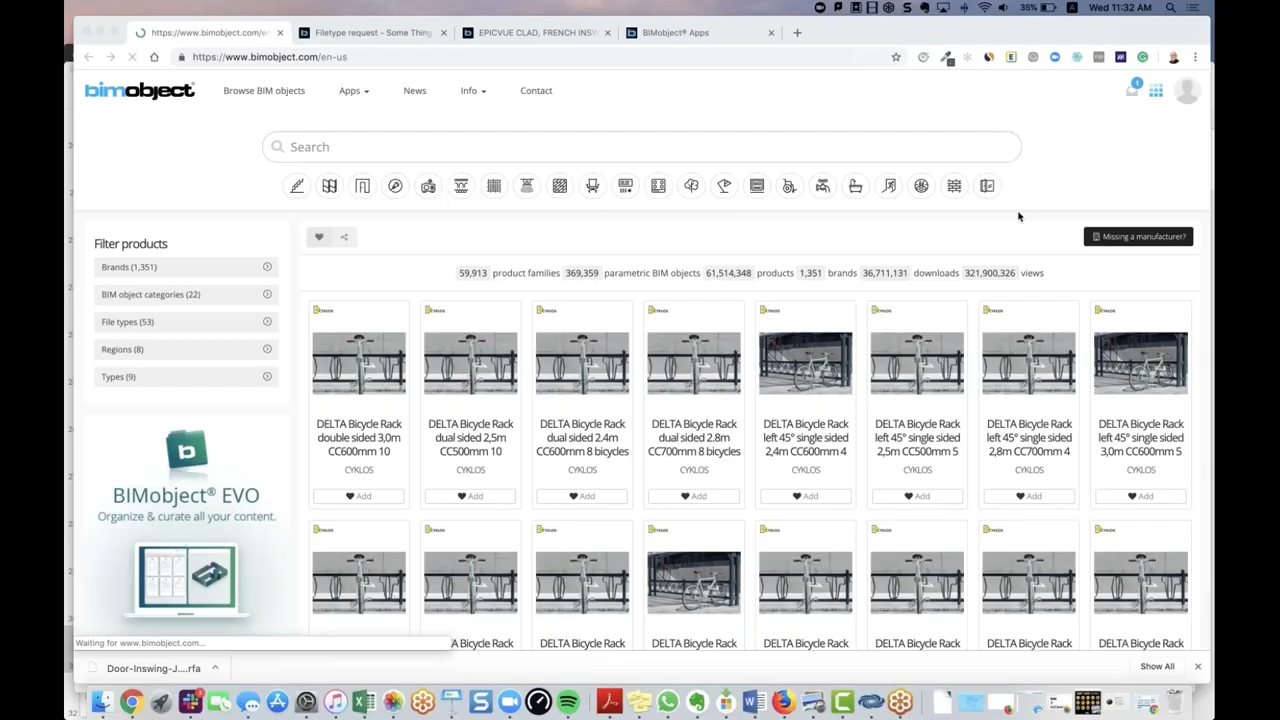 35% Wed 11:32 AM
https://www.bimobject.com/en
Filetype request - Some Thing
EPICVUE CLAD, FRENCH INSW
BIMobject® Apps
https://www.bimobject.com/en-us
bimobject
Browse BIM objects
Apps
News
Info
Contact
1
Search
Filter products
Missing a manufacturer?
Brands (1,351)
BIM object categories (22)
File types (53)
Regions (8)
Types (9)
59,913 product families 369,359 parametric BIM objects 61,514,348 products 1,351 brands 36,711,131 downloads 321,900,326 views
DELTA Bicycle Rack
double sided 3,0m
CC600mm 10
CYKLOS
Add
DELTA Bicycle Rack
dual sided 2,5m
CC500mm 10
CYKLOS
Add
DELTA Bicycle Rack
dual sided 2.4m
CC600mm 8 bicycles
CYKLOS
Add
DELTA Bicycle Rack
dual sided 2.8m
CC700mm 8 bicycles
CYKLOS
Add
DELTA Bicycle Rack
left 45° single sided
2,4m CC600mm 4
CYKLOS
Add
DELTA Bicycle Rack
left 45° single sided
2,5m CC500mm 5
CYKLOS
Add
DELTA Bicycle Rack
left 45° single sided
2,8m CC700mm 4
CYKLOS
Add
DELTA Bicycle Rack
left 45° single sided
3,0m CC600mm 5
CYKLOS
Add
BIMobject® EVO
Organize & curate all your content.
DELTA Bicycle Rack
DELTA Bicycle Rack
DELTA Bicycle Rack
DELTA Bicycle Rack
DELTA Bicycle Rack
DELTA Bicycle Rack
DELTA Bicycle Rack
Waiting for www.bimobject.com...
Door-Inswing-J....rfa
Show All